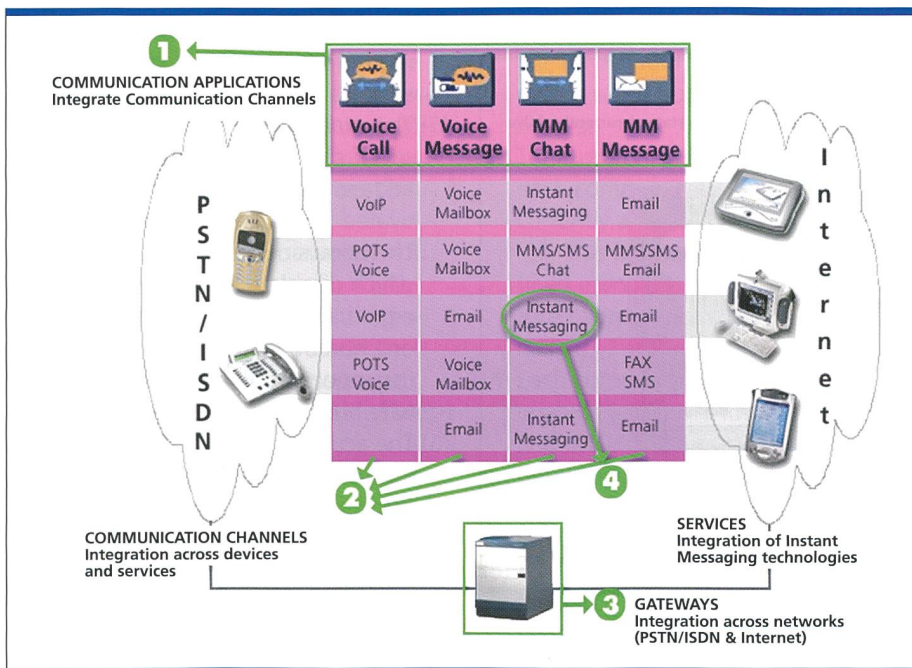 1
COMMUNICATION APPLICATIONS
Integrate Communication Channels
Voice Call
Voice Message
MM Chat
MM Message
PSTN/ISDN
Internet
VoIP
Voice Mailbox
Instant Messaging
Email
POTS Voice
Voice Mailbox
MMS/SMS Chat
MMS/SMS Email
VoIP
Email
Instant Messaging
Email
POTS Voice
Voice Mailbox
FAX SMS
Email
Instant Messaging
Email
2
4
COMMUNICATION CHANNELS
Integration across devices
and services
SERVICES
Integration of Instant
Messaging technologies
3
GATEWAYS
Integration across networks
(PSTN/ISDN & Internet)